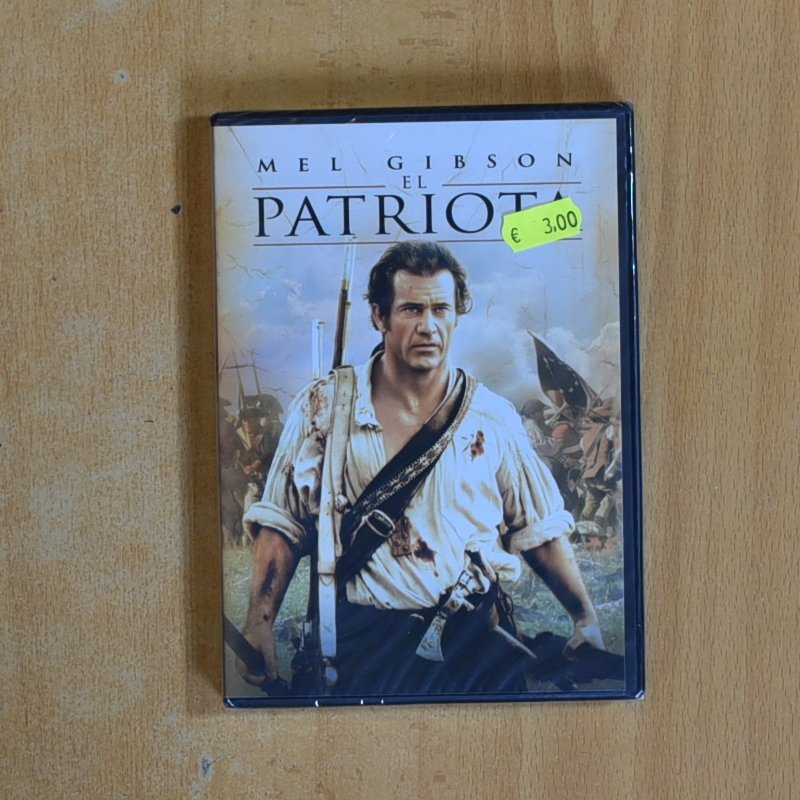 MEL GIBSON
EL
PATRIOTA
€ 3,00